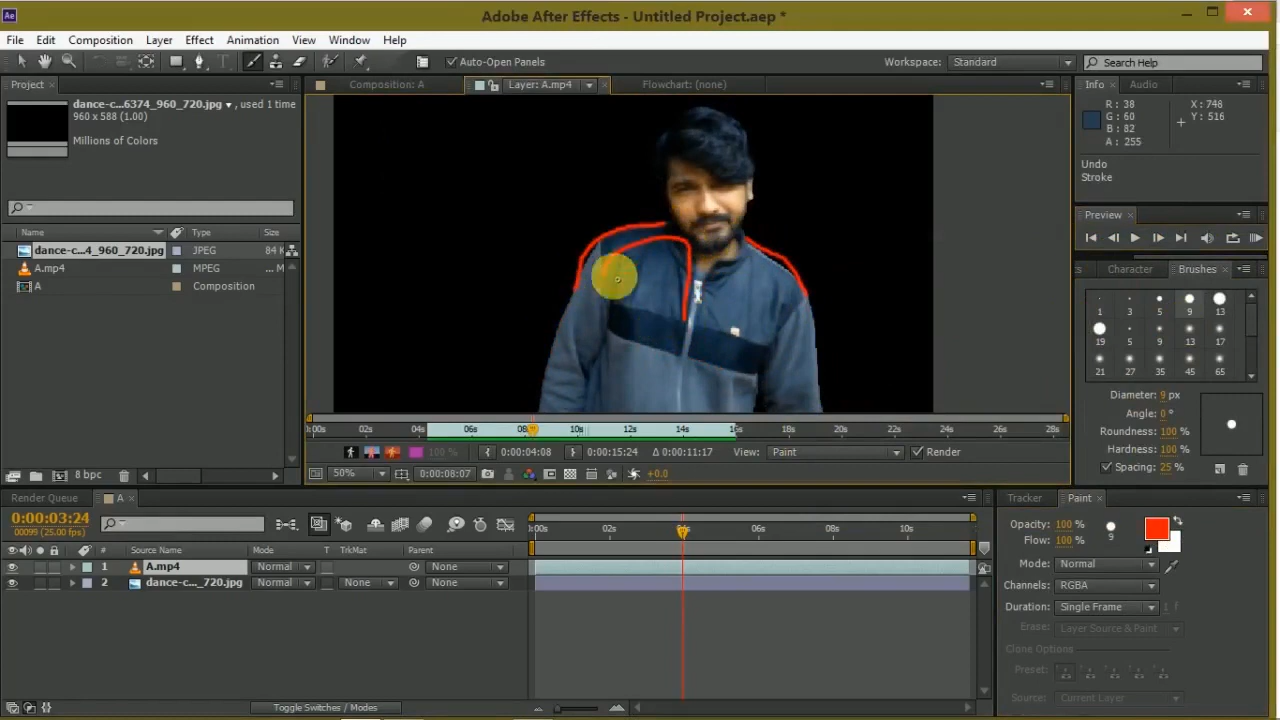 Ae
Adobe After Effects - Untitled Project.aep *
File Edit Composition Layer Effect Animation View Window Help
T Auto-Open Panels Workspace: Standard Search Help
Project Composition: A Layer: A.mp4 Flowchart: (none) Info Audio
dance-c...6374_960_720.jpg ▾ , used 1 time
960 x 588 (1.00)
Millions of Colors
R : 38 X : 748
G : 60 Y : 516
B : 82
A : 255
Undo
Stroke
Preview
Name Type Size
dance-c...4_960_720.jpg JPEG 84 K
A.mp4 MPEG ... M
A Composition
Character Brushes
1 3 5 9 13
19 5 9 13 17
21 27 35 45 65
Diameter: 9 px
Angle: 0 °
Roundness: 100 %
Hardness: 100 %
Spacing: 25 %
00s 02s 04s 06s 08s 10s 12s 14s 16s 18s 20s 22s 24s 26s 28s
100 % 0:00:04:08 0:00:15:24 Δ 0:00:11:17 View: Paint Render
8 bpc 50% 0:00:08:07 +0.0
Render Queue A Tracker Paint
0:00:03:24
00099 (25.00 fps)
:00s 02s 04s 06s 08s 10s
# Source Name Mode T TrkMat Parent
1 A.mp4 Normal None
2 dance-c..._720.jpg Normal None None
Opacity: 100 %
Flow: 100 % 9
Mode: Normal
Channels: RGBA
Duration: Single Frame 1 f
Erase: Layer Source & Paint
Clone Options
Preset:
Source: Current Layer
Toggle Switches / Modes